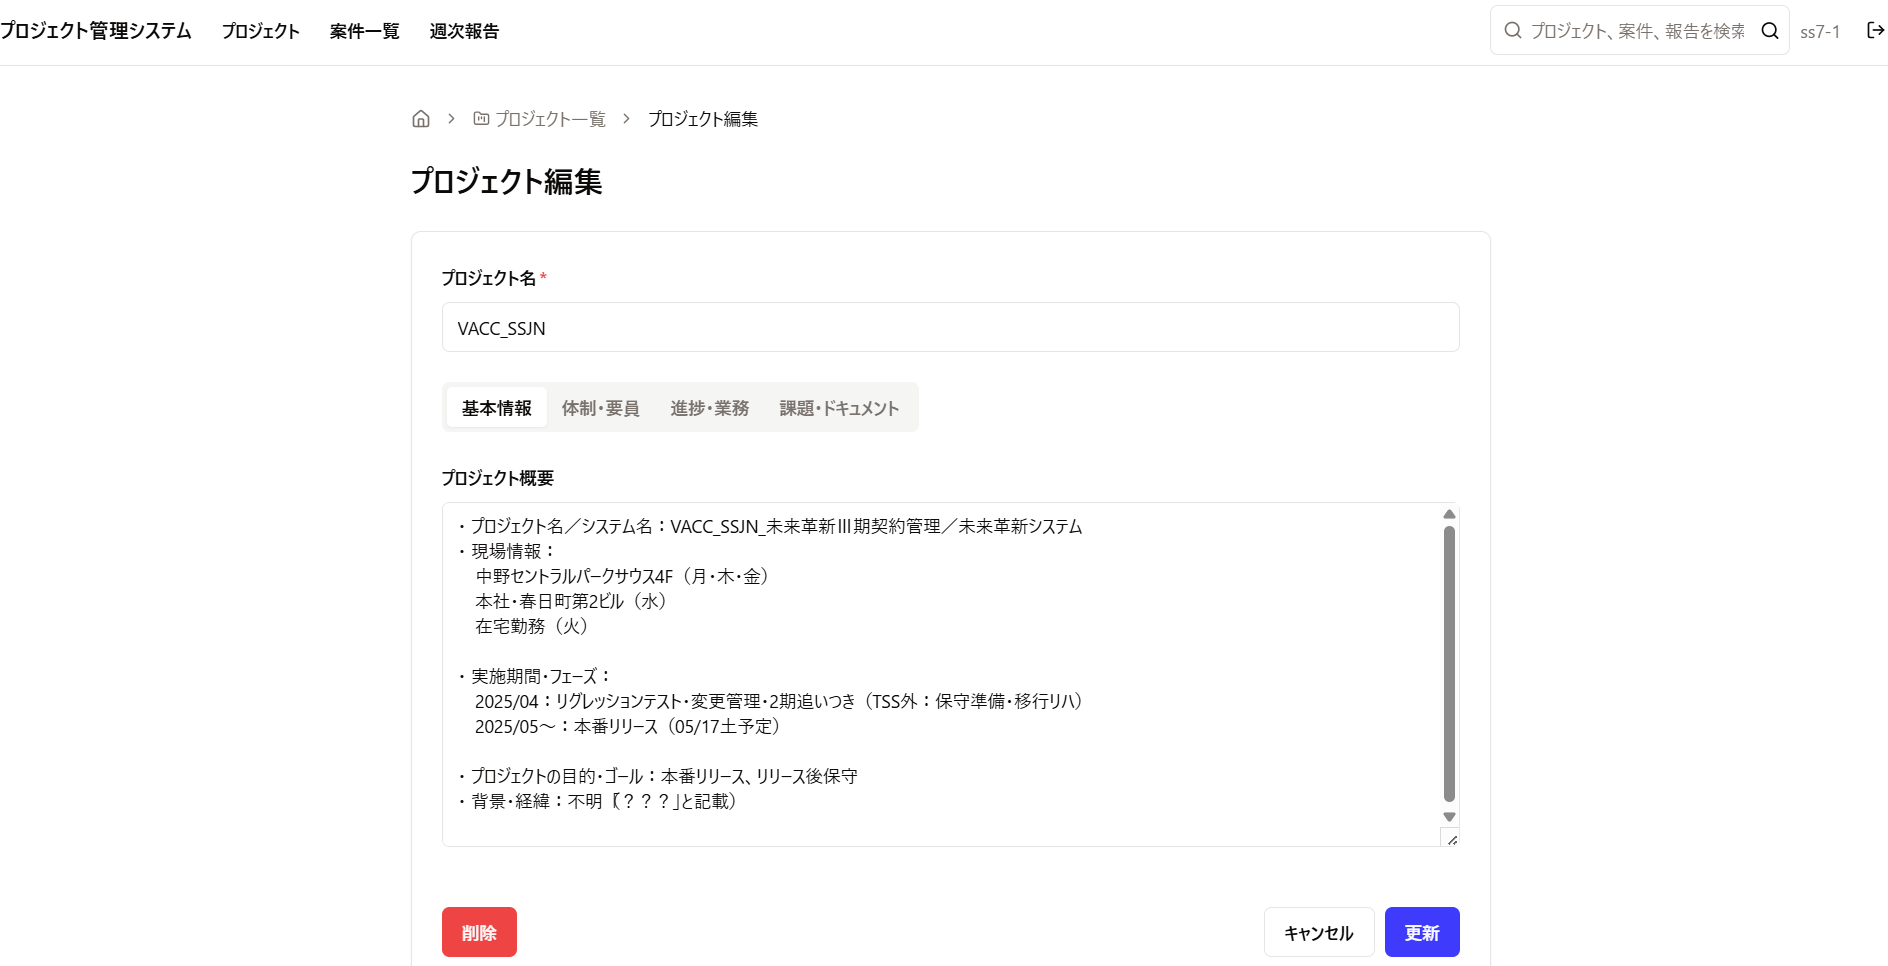 プロジェクト管理システム プロジェクト 案件一覧 週次報告 プロジェクト、案件、報告を検索 ss7-1
プロジェクト一覧 プロジェクト編集
プロジェクト編集
プロジェクト名 *
VACC_SSJN
基本情報 体制・要員 進捗・業務 課題・ドキュメント
プロジェクト概要
・プロジェクト名／システム名：VACC_SSJN_未来革新Ⅲ期契約管理／未来革新システム
・現場情報：
中野セントラルパークサウス4F（月・木・金）
本社・春日町第2ビル（水）
在宅勤務（火）
・実施期間・フェーズ：
2025/04：リグレッションテスト・変更管理・2期追いつき（TSS外：保守準備・移行リハ）
2025/05～：本番リリース（05/17土予定）
・プロジェクトの目的・ゴール：本番リリース、リリース後保守
・背景・経緯：不明（「？？？」と記載）
削除 キャンセル 更新